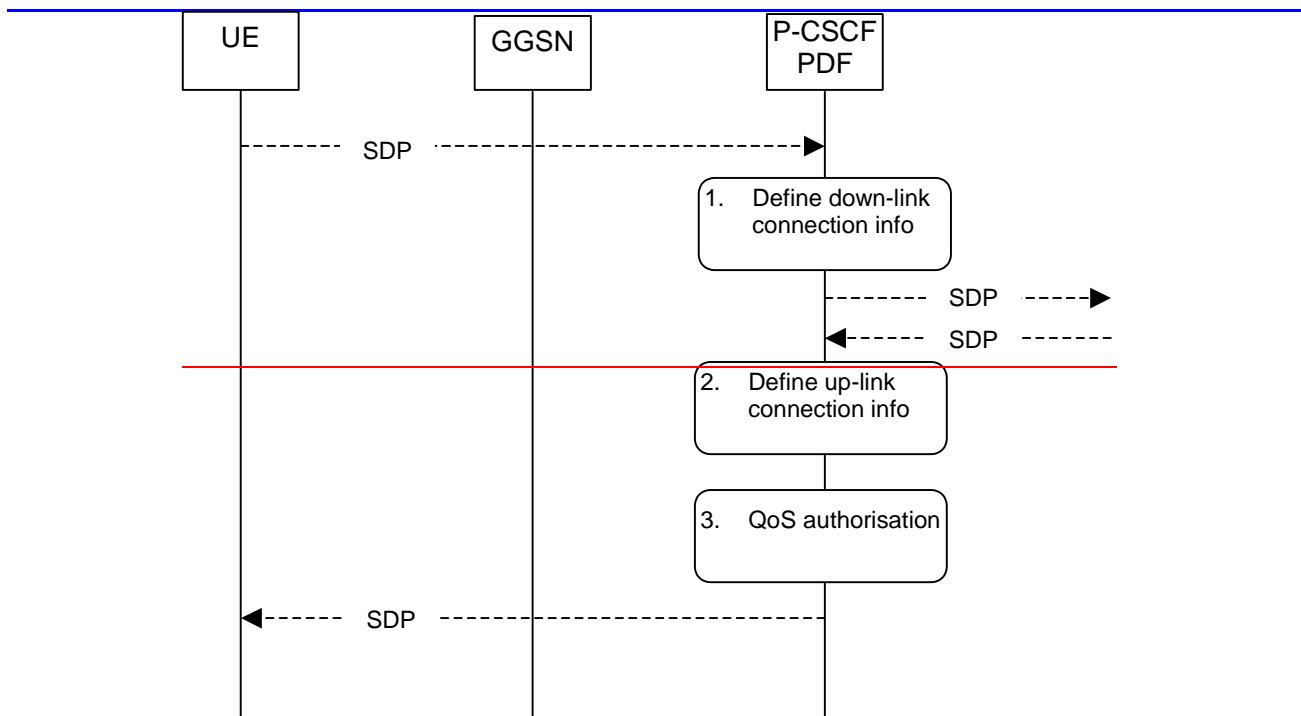 UE
GGSN
P-CSCF
PDF
SDP
1. Define down-link
connection info
SDP
SDP
2. Define up-link
connection info
3. QoS authorisation
SDP